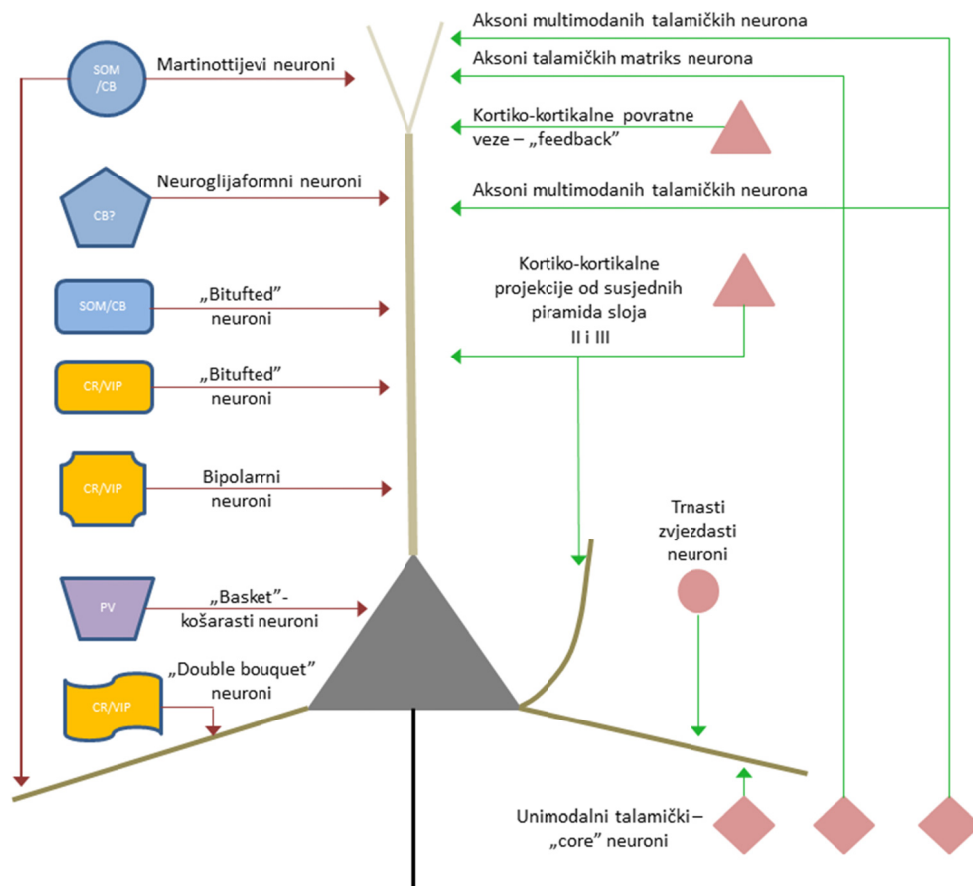 SOM
/CB
Martinottijevi neuroni
CB?
Neuroglijaformni neuroni
SOM/CB
„Bitufted”
neuroni
CR/VIP
„Bitufted”
neuroni
CR/VIP
Bipolarni
neuroni
PV
„Basket”-
košarasti neuroni
CR/VIP
„Double bouquet”
neuroni
Aksoni multimodanih talamičkih neurona
Aksoni talamičkih matriks neurona
Kortiko-kortikalne povratne
veze – „feedback”
Aksoni multimodanih talamičkih neurona
Kortiko-kortikalne
projekcije od susjednih
piramida sloja
II i III
Trnasti
zvjezdasti
neuroni
Unimodalni talamički –
„core” neuroni